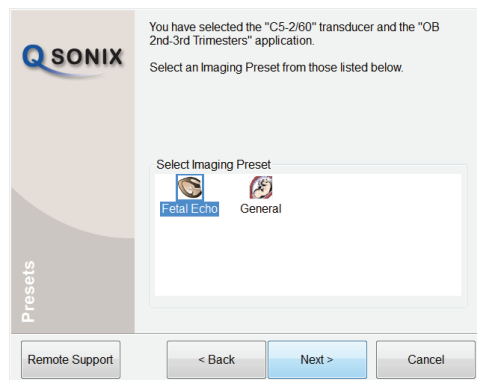 You have selected the "C5-2/60" transducer and the "OB
2nd-3rd Trimesters" application.
Select an Imaging Preset from those listed below.
Q SONIX
Select Imaging Preset
Fetal Echo General
Presets
Remote Support < Back Next > Cancel